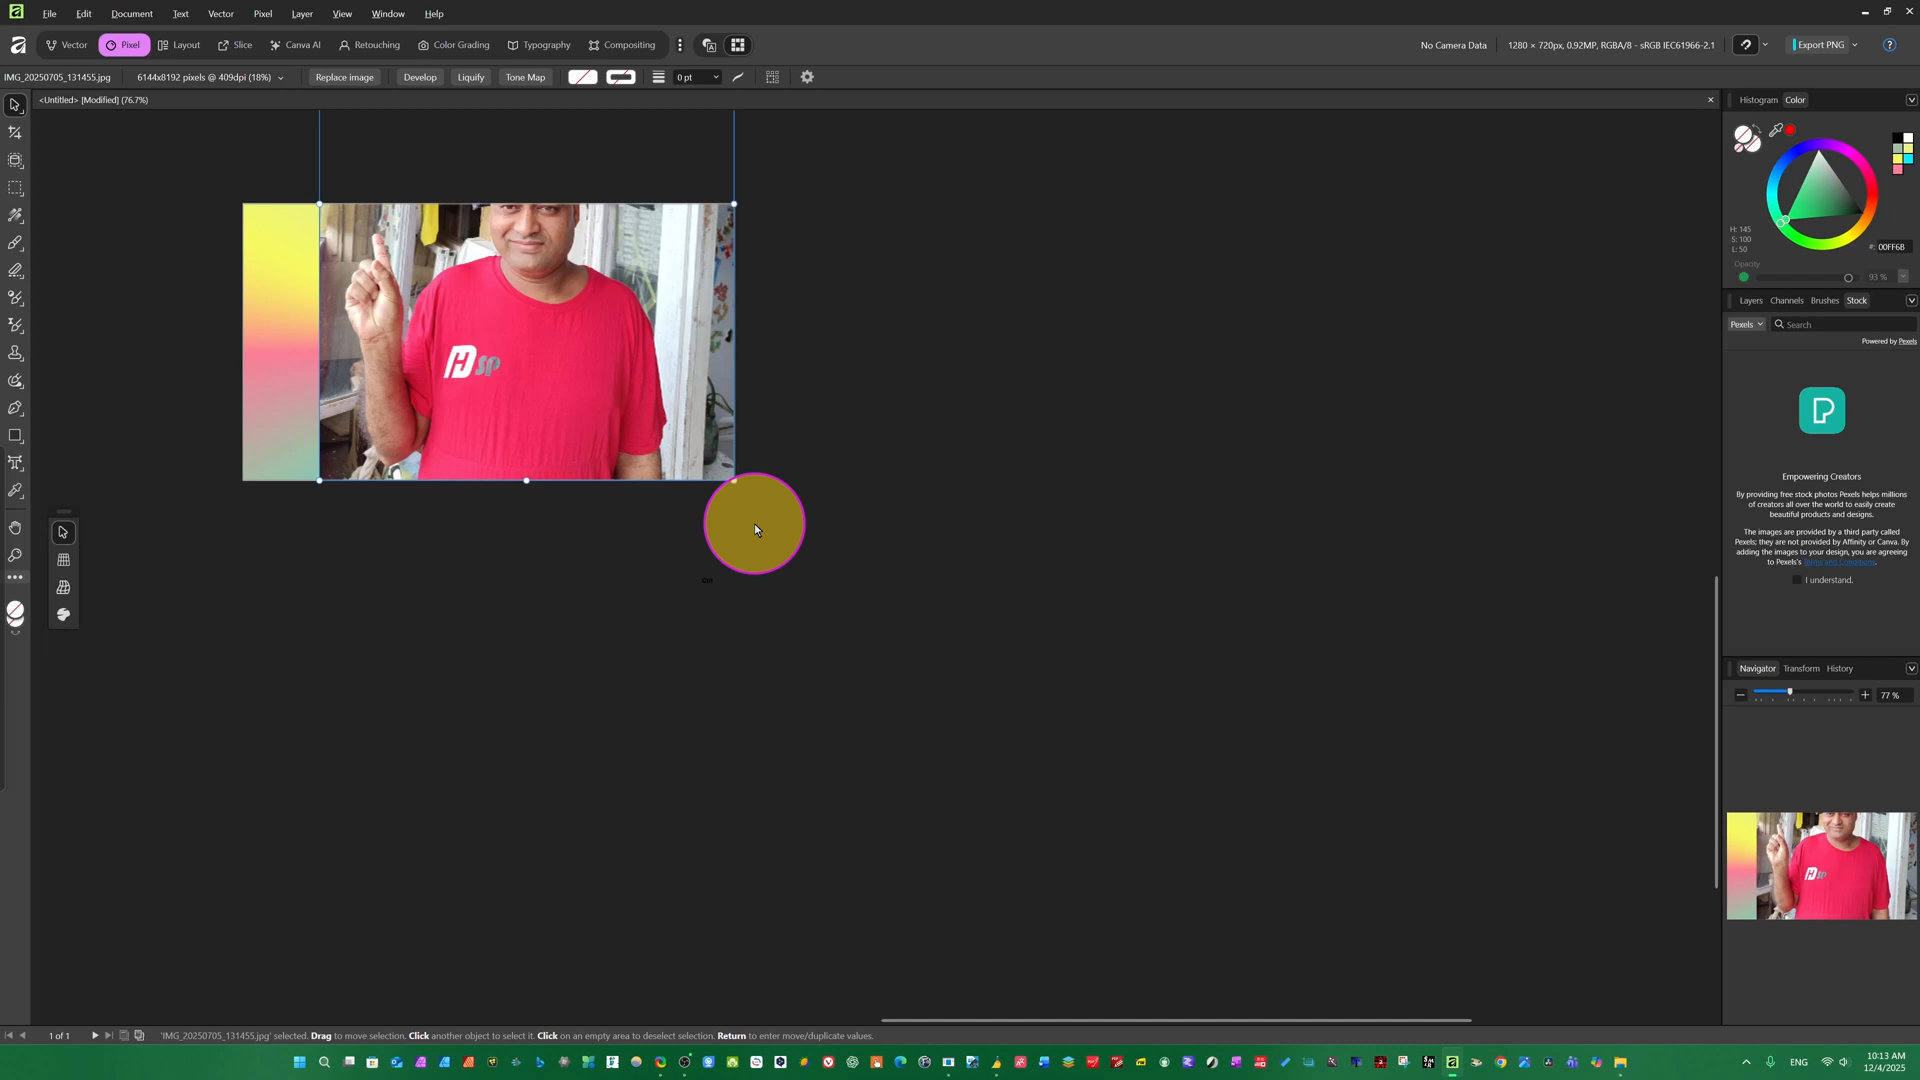 File Edit Document Text Vector Pixel Layer View Window Help
Vector Pixel Layout Slice Canva AI Retouching Color Grading Typography Compositing No Camera Data 1280 × 720px, 0.92MP, RGBA/8 - sRGB IEC61966-2.1 Export PNG
IMG_20250705_131455.jpg 6144x8192 pixels @ 409dpi (18%) Replace image Develop Liquify Tone Map 0 pt
<Untitled> [Modified] (76.7%)
Histogram Color
H: 145
S: 100
L: 50
#: 00FF6B
Opacity
93 %
Layers Channels Brushes Stock
Pexels Search
Powered by Pexels
Empowering Creators
By providing free stock photos Pexels helps millions
of creators all over the world to easily create
beautiful products and designs.
The images are provided by a third party called
Pexels; they are not provided by Affinity or Canva. By
adding the images to your design, you are agreeing
to Pexels's Terms and Conditions.
I understand.
HSP
Ctrl
Navigator Transform History
77 %
1 of 1 'IMG_20250705_131455.jpg' selected. Drag to move selection. Click another object to select it. Click on an empty area to deselect selection. Return to enter move/duplicate values.
ENG 10:13 AM
12/4/2025